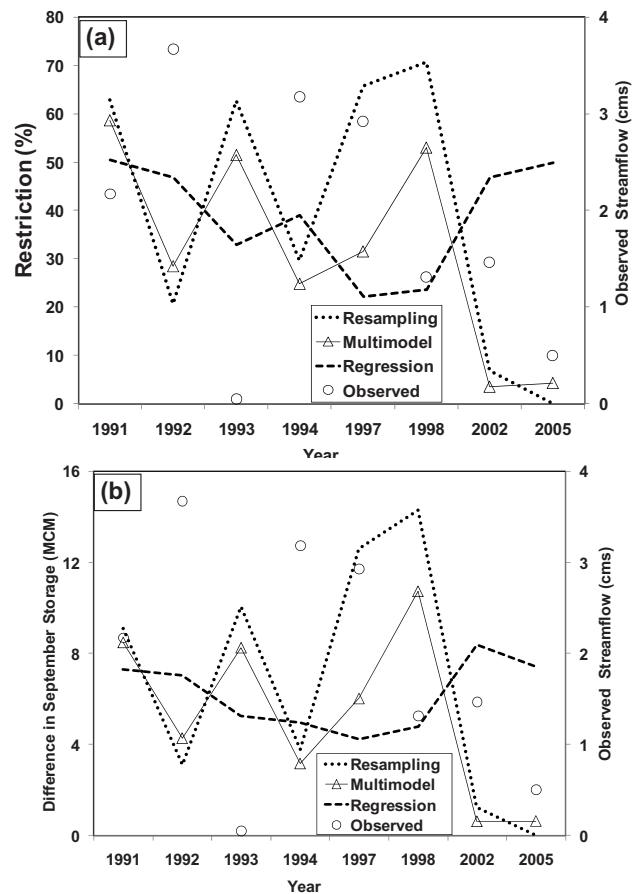 (a)
80
70
60
50
40
30
20
10
0
Restriction (%)
4
3
2
1
0
Observed Streamflow (cms)
Resampling
Multimodel
Regression
Observed
1991 1992 1993 1994 1997 1998 2002 2005
Year
(b)
16
12
8
4
0
Difference in September Storage (MCM)
4
3
2
1
0
Observed Streamflow (cms)
Resampling
Multimodel
Regression
Observed
1991 1992 1993 1994 1997 1998 2002 2005
Year